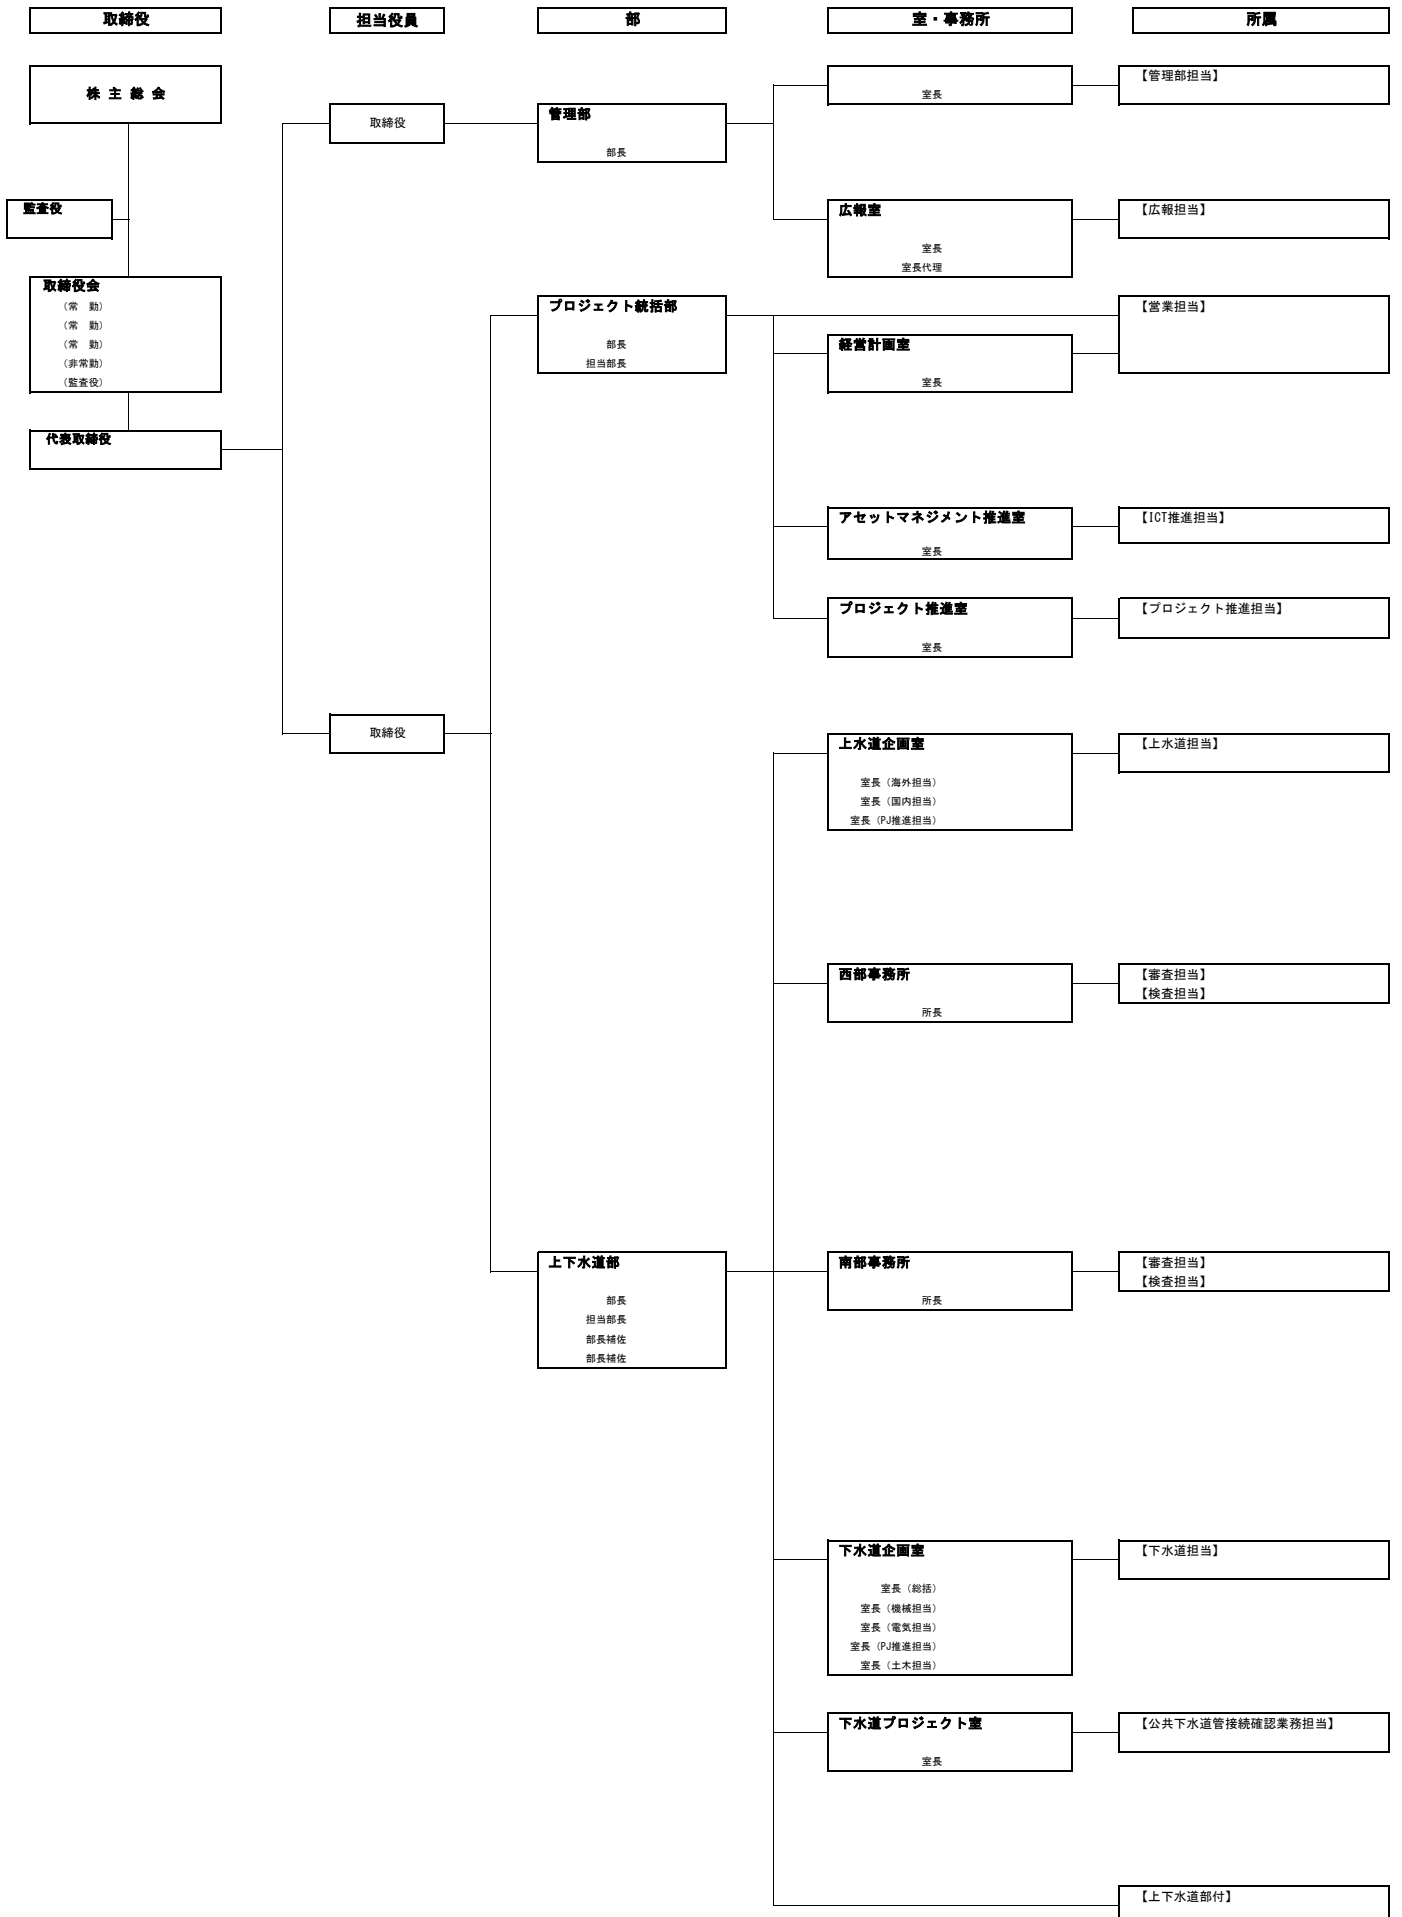 取締役
担当役員
部
室・事務所
所属
株 主 総 会
監査役
取締役会
（常　勤）
（常　勤）
（常　勤）
（非常勤）
（監査役）
代表取締役
取締役
管理部
部長
室長
【管理部担当】
広報室
室長
室長代理
【広報担当】
取締役
プロジェクト統括部
部長
担当部長
【営業担当】
経営計画室
室長
アセットマネジメント推進室
室長
【ICT推進担当】
プロジェクト推進室
室長
【プロジェクト推進担当】
上下水道部
部長
担当部長
部長補佐
部長補佐
上水道企画室
室長（海外担当）
室長（国内担当）
室長（PJ推進担当）
【上水道担当】
西部事務所
所長
【審査担当】
【検査担当】
南部事務所
所長
【審査担当】
【検査担当】
下水道企画室
室長（総括）
室長（機械担当）
室長（電気担当）
室長（PJ推進担当）
室長（土木担当）
【下水道担当】
下水道プロジェクト室
室長
【公共下水道管接続確認業務担当】
【上下水道部付】